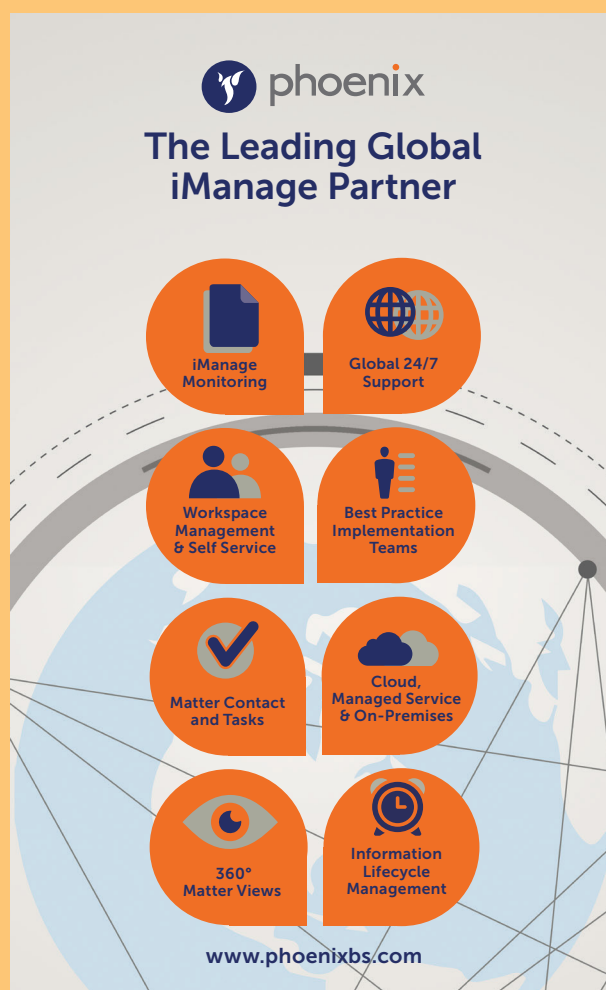 phoenix
The Leading Global
iManage Partner
iManage
Monitoring
Global 24/7
Support
Workspace
Management
& Self Service
Best Practice
Implementation
Teams
Matter Contact
and Tasks
Cloud,
Managed Service
& On-Premises
360°
Matter Views
Information
Lifecycle
Management
www.phoenixbs.com